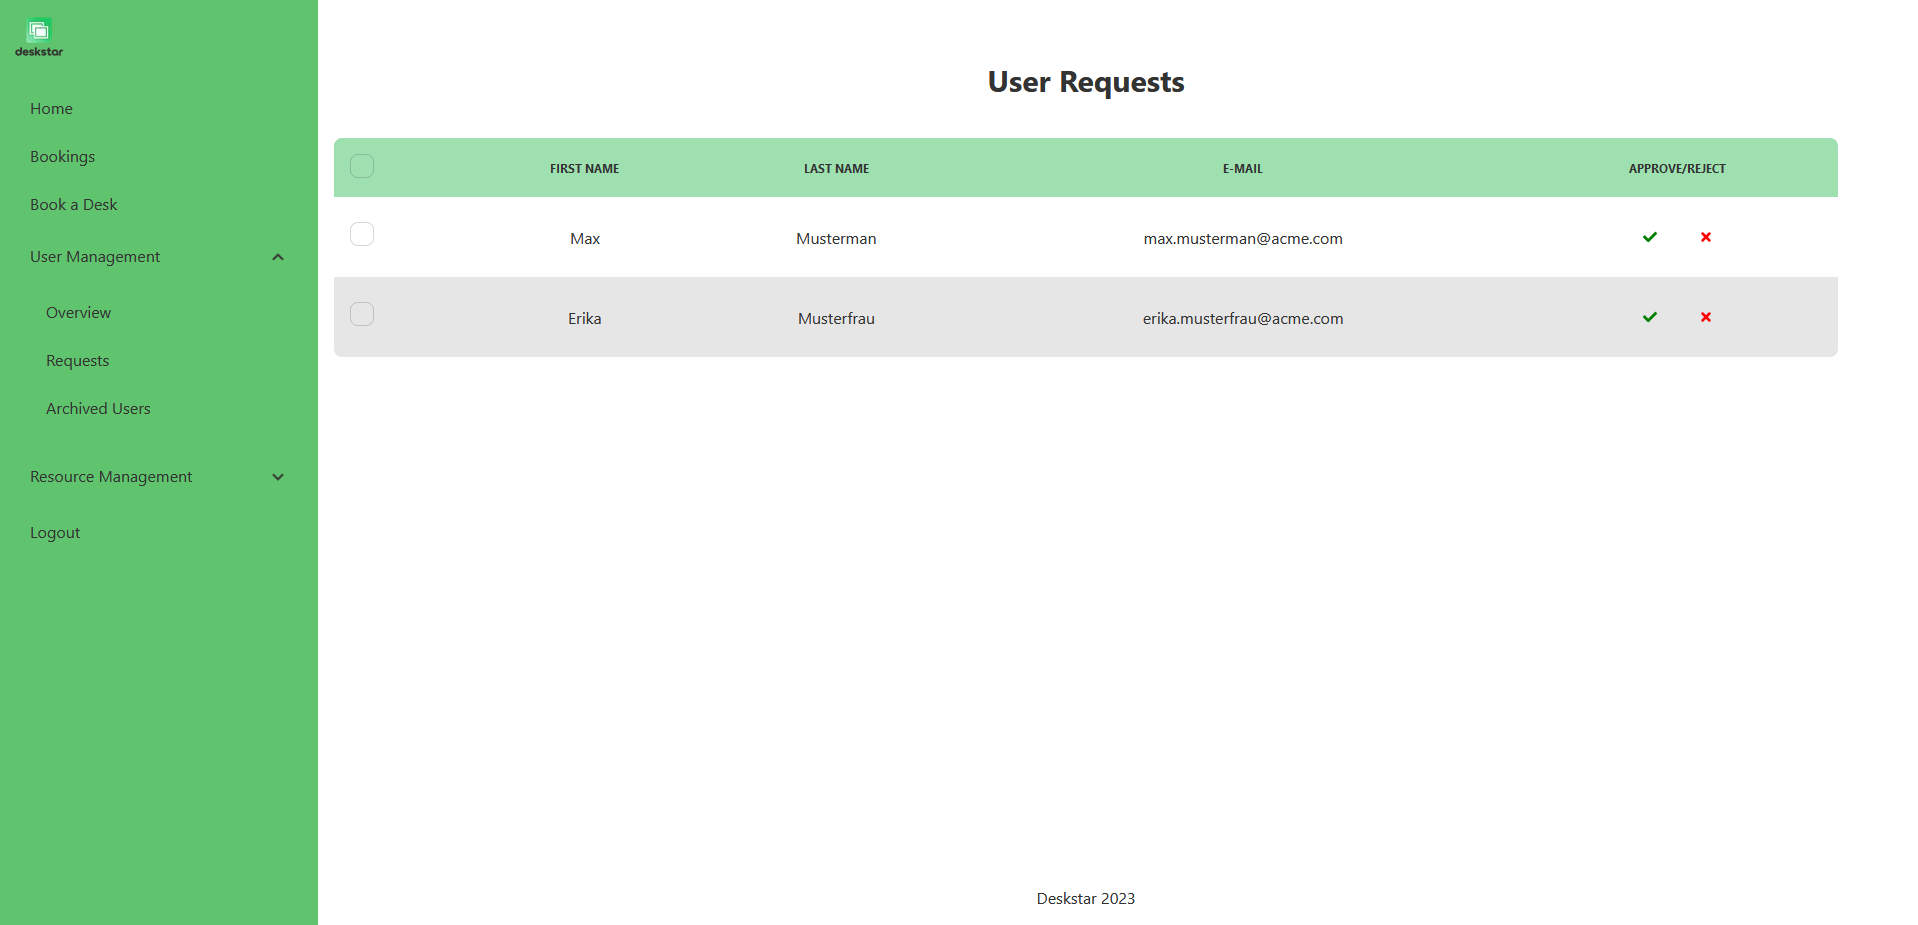 deskstar
Home
Bookings
Book a Desk
User Management
Overview
Requests
Archived Users
Resource Management
Logout
User Requests
FIRST NAME LAST NAME E-MAIL APPROVE/REJECT
Max Musterman max.musterman@acme.com
Erika Musterfrau erika.musterfrau@acme.com
Deskstar 2023